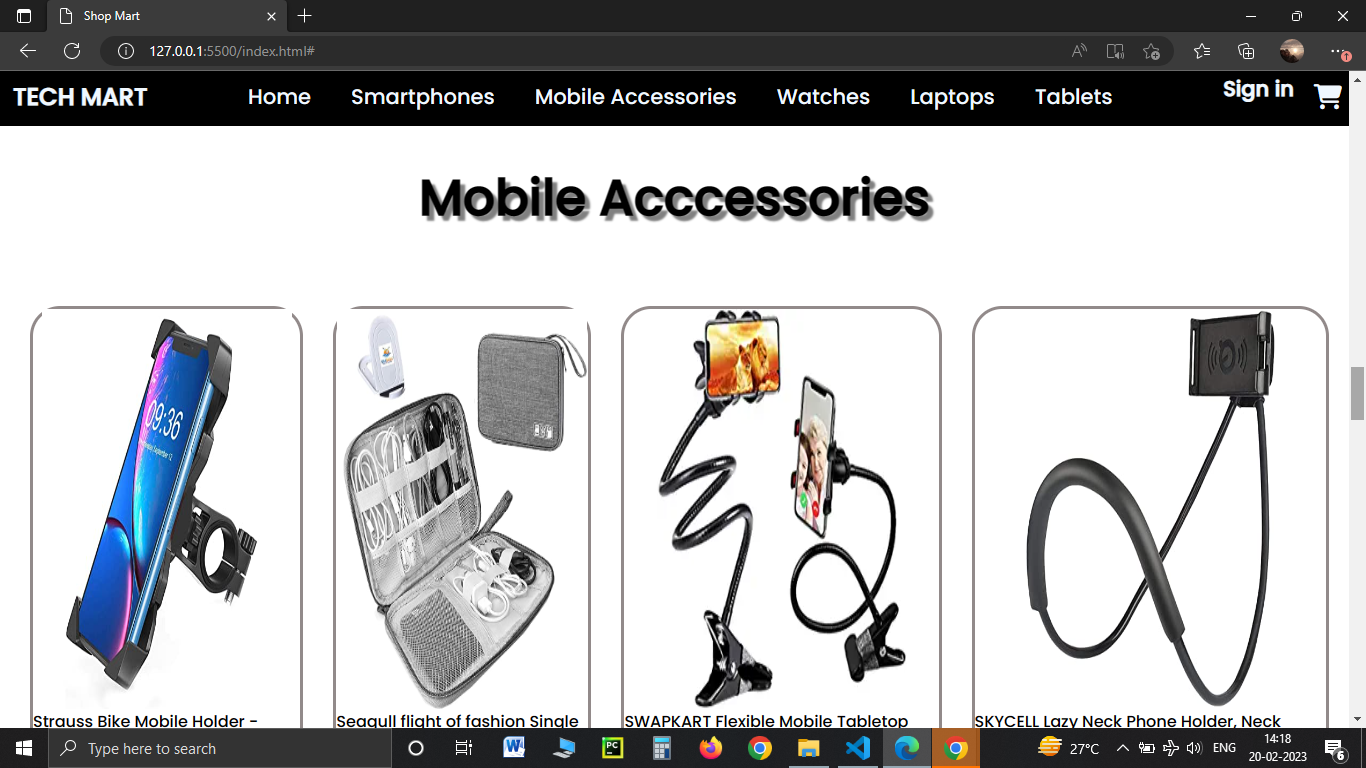 Shop Mart
127.0.0.1:5500/index.html#
TECH MART Home Smartphones Mobile Accessories Watches Laptops Tablets Sign in
Mobile Acccessories
09:36
Strauss Bike Mobile Holder -
Seagull flight of fashion Single
SWAPKART Flexible Mobile Tabletop
SKYCELL Lazy Neck Phone Holder, Neck
Type here to search
27°C
ENG
14:18
20-02-2023
6